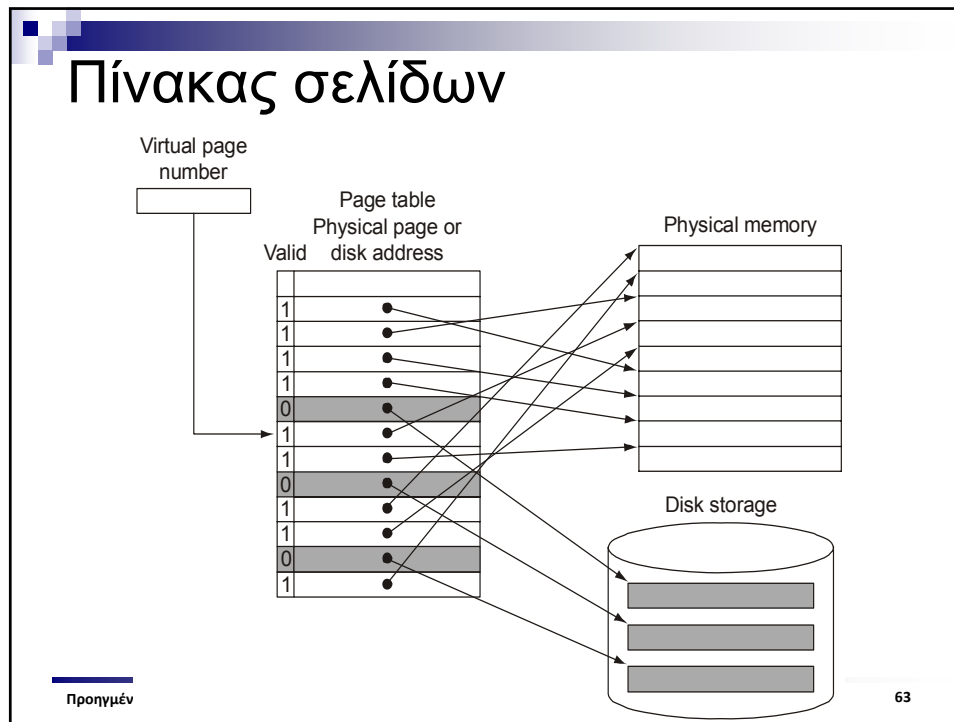 Πίνακας σελίδων
Virtual page
number
Page table
Physical page or
Valid disk address
Physical memory
1
1
1
1
0
1
1
0
1
1
0
1
Disk storage
Προηγμέν
63